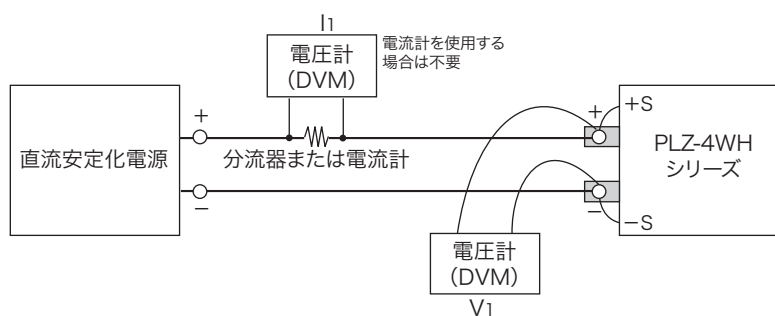 I1
電圧計
(DVM)
電流計を使用する
場合は不要
直流安定化電源
+
−
分流器または電流計
+
−
+S
−S
PLZ-4WH
シリーズ
電圧計
(DVM)
V1